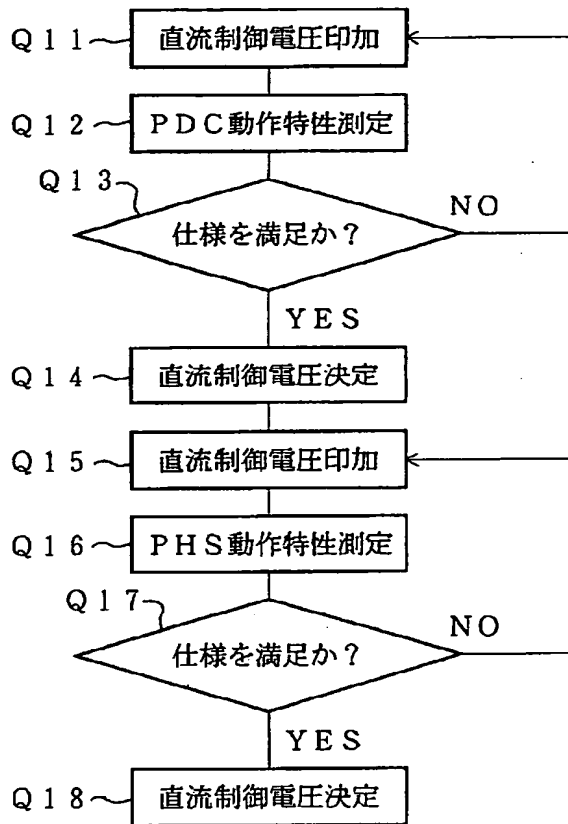 Q11 直流制御電圧印加
Q12 PDC動作特性測定
Q13 仕様を満足か?
NO
YES
Q14 直流制御電圧決定
Q15 直流制御電圧印加
Q16 PHS動作特性測定
Q17 仕様を満足か?
NO
YES
Q18 直流制御電圧決定